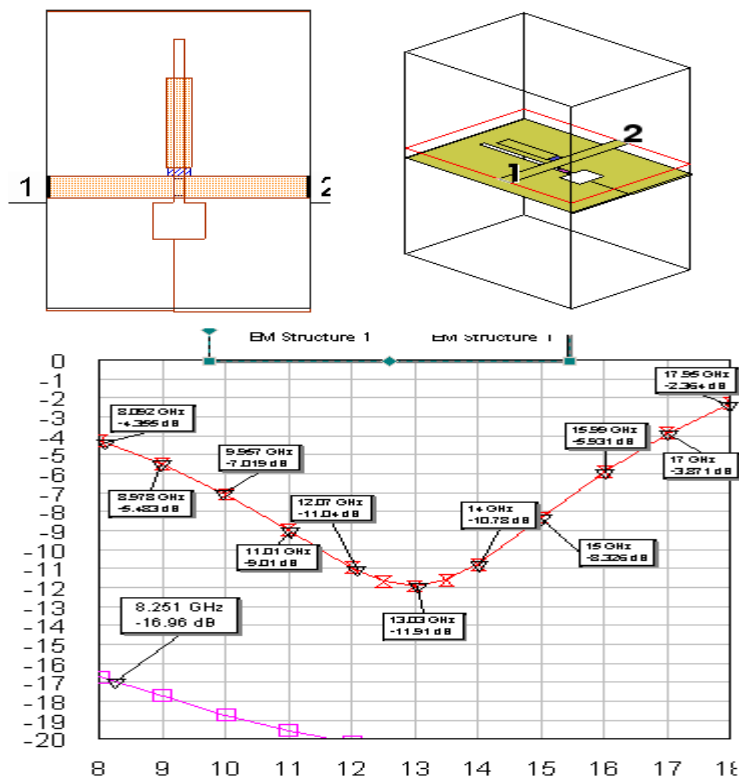 1
2
1
2
EM Structure 1
EM Structure 1
0
-1
-2
-3
-4
-5
-6
-7
-8
-9
-10
-11
-12
-13
-14
-15
-16
-17
-18
-19
-20
8.092 GHz
-4.355 dB
8.978 GHz
-5.483 dB
9.957 GHz
-7.019 dB
11.01 GHz
-9.01 dB
12.07 GHz
-11.04 dB
13.03 GHz
-11.91 dB
14 GHz
-10.78 dB
15 GHz
-8.326 dB
15.99 GHz
-5.931 dB
17 GHz
-3.871 dB
17.95 GHz
-2.364 dB
8.251 GHz
-16.96 dB
8 9 10 11 12 13 14 15 16 17 18